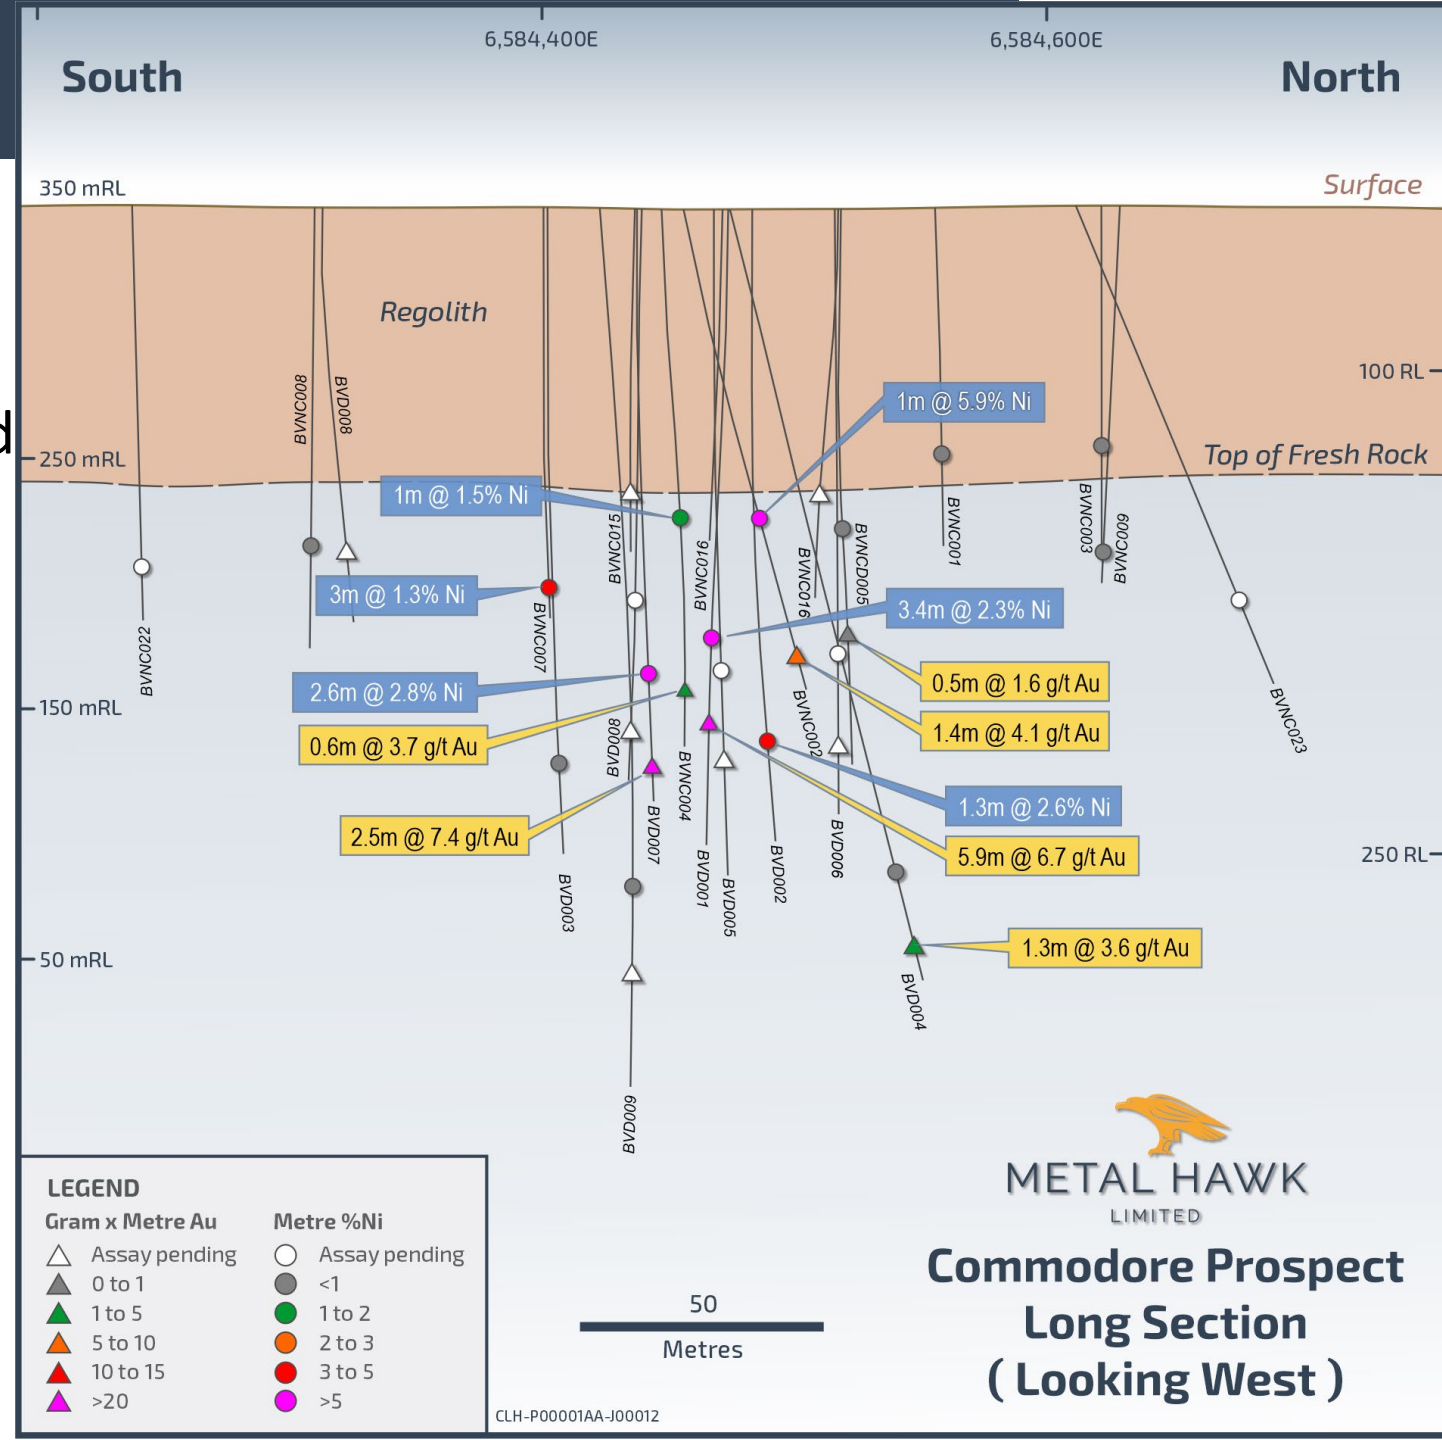 6,584,400E
6,584,600E
South
North
350 mRL
Surface
Regolith
100 RL
BVNC008
BVD008
1m @ 5.9% Ni
d
250 mRL
Top of Fresh Rock
1m @ 1.5% Ni
BVNC015
BVNC016
BVNC016
BVNCD005
BVNC001
BVNC003
BVNC009
3m @ 1.3% Ni
BVNC007
3.4m @ 2.3% Ni
BVNC022
2.6m @ 2.8% Ni
0.5m @ 1.6 g/t Au
150 mRL
BVNC002
BVNC023
0.6m @ 3.7 g/t Au
BVD008
1.4m @ 4.1 g/t Au
BVNC004
1.3m @ 2.6% Ni
2.5m @ 7.4 g/t Au
BVD007
BVD006
5.9m @ 6.7 g/t Au
250 RL
BVD003
BVD001
BVD005
BVD002
50 mRL
1.3m @ 3.6 g/t Au
BVD004
BVD009
METAL HAWK
LIMITED
Commodore Prospect
Long Section
( Looking West )
LEGEND
Gram x Metre Au
Assay pending
0 to 1
1 to 5
5 to 10
10 to 15
>20
Metre %Ni
Assay pending
<1
1 to 2
2 to 3
3 to 5
>5
50
Metres
CLH-P00001AA-J00012